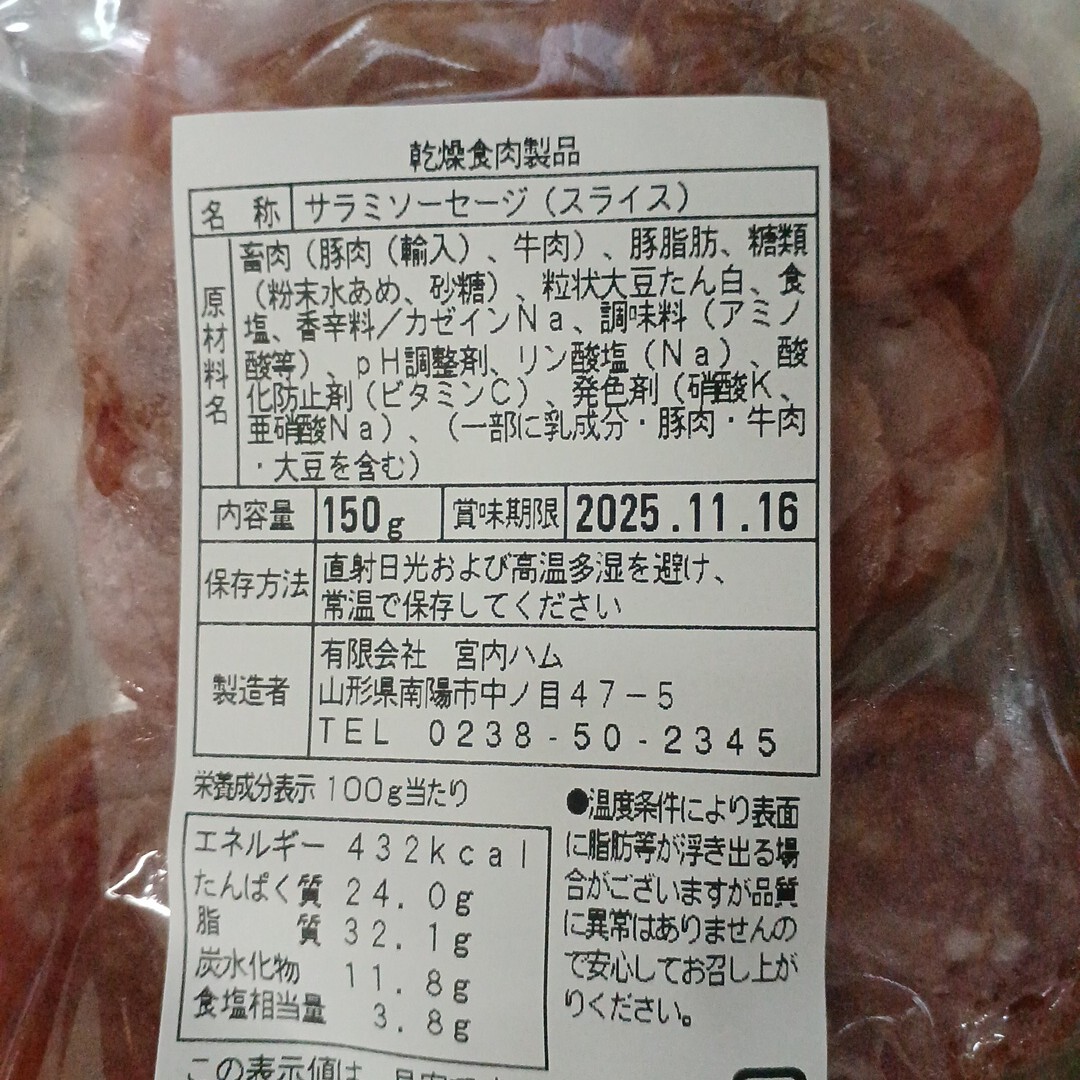 乾燥食肉製品
名 称 サラミソーセージ（スライス）
原材料名
畜肉（豚肉（輸入）、牛肉）、豚脂肪、糖類
（粉末水あめ、砂糖）、粒状大豆たん白、食
塩、香辛料／カゼインＮａ、調味料（アミノ
酸等）、ｐＨ調整剤、リン酸塩（Ｎａ）、酸
化防止剤（ビタミンＣ）、発色剤（硝酸Ｋ、
亜硝酸Ｎａ）、（一部に乳成分・豚肉・牛肉
・大豆を含む）
内容量 150g 賞味期限 2025.11.16
保存方法
直射日光および高温多湿を避け、
常温で保存してください
製造者
有限会社 宮内ハム
山形県南陽市中ノ目４７－５
ＴＥＬ ０２３８-５０-２３４５
栄養成分表示 １００ｇ当たり
エネルギー ４３２ｋｃａｌ
たんぱく質 ２４．０ｇ
脂 質 ３２．１ｇ
炭水化物 １１．８ｇ
食塩相当量 ３．８ｇ
この表示値は、
●温度条件により表面
に脂肪等が浮き出る場
合がございますが品質
に異常はありませんの
で安心してお召し上が
りください。